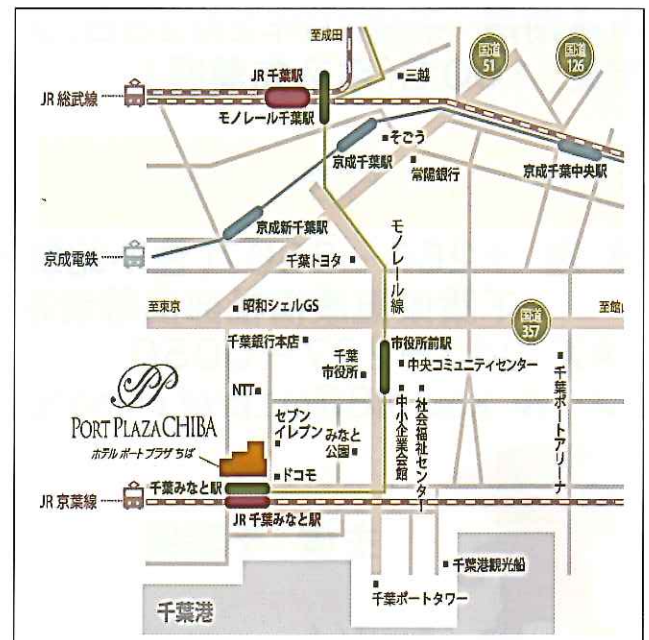 至成田
国道
51
国道
126
JR 千葉駅
三越
JR 総武線
モノレール千葉駅
そごう
京成千葉駅
常陽銀行
京成千葉中央駅
京成新千葉駅
京成電鉄
千葉トヨタ
モノレール線
至東京
昭和シェルGS
国道
357
至館山
千葉銀行本店
市役所前駅
千葉
市役所
中央コミュニティセンター
NTT
PP
PORT PLAZA CHIBA
ホテル ポート プラザ ちば
セブン
イレブン
みなと
公園
中小企業会館
社会福祉センター
千葉ポートアリーナ
ドコモ
千葉みなと駅
JR 京葉線
JR 千葉みなと駅
千葉港観光船
千葉港
千葉ポートタワー